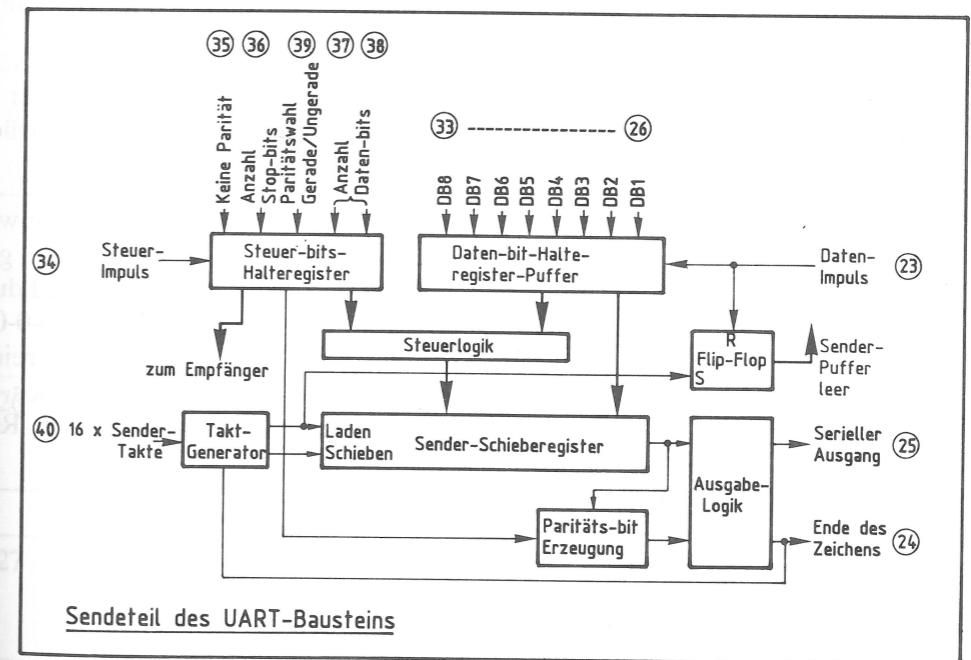 35 36 39 37 38
Keine Parität
Anzahl
Stop-bits
Paritätswahl
Gerade/Ungerade
Anzahl
Daten-bits
33 26
DB8 DB7 DB6 DB5 DB4 DB3 DB2 DB1
34 Steuer-
Impuls
Steuer-bits-
Halteregister
Daten-bit-Halte-
register-Puffer
Daten-
Impuls 23
Steuerlogik
R
Flip-Flop
S
Sender-
Puffer
leer
zum Empfänger
40 16 x Sender-
Takte
Takt-
Generator
Laden
Schieben
Sender-Schieberegister
Serieller
Ausgang 25
Ausgabe-
Logik
Paritäts-bit
Erzeugung
Ende des
Zeichens 24
Sendeteil des UART-Bausteins